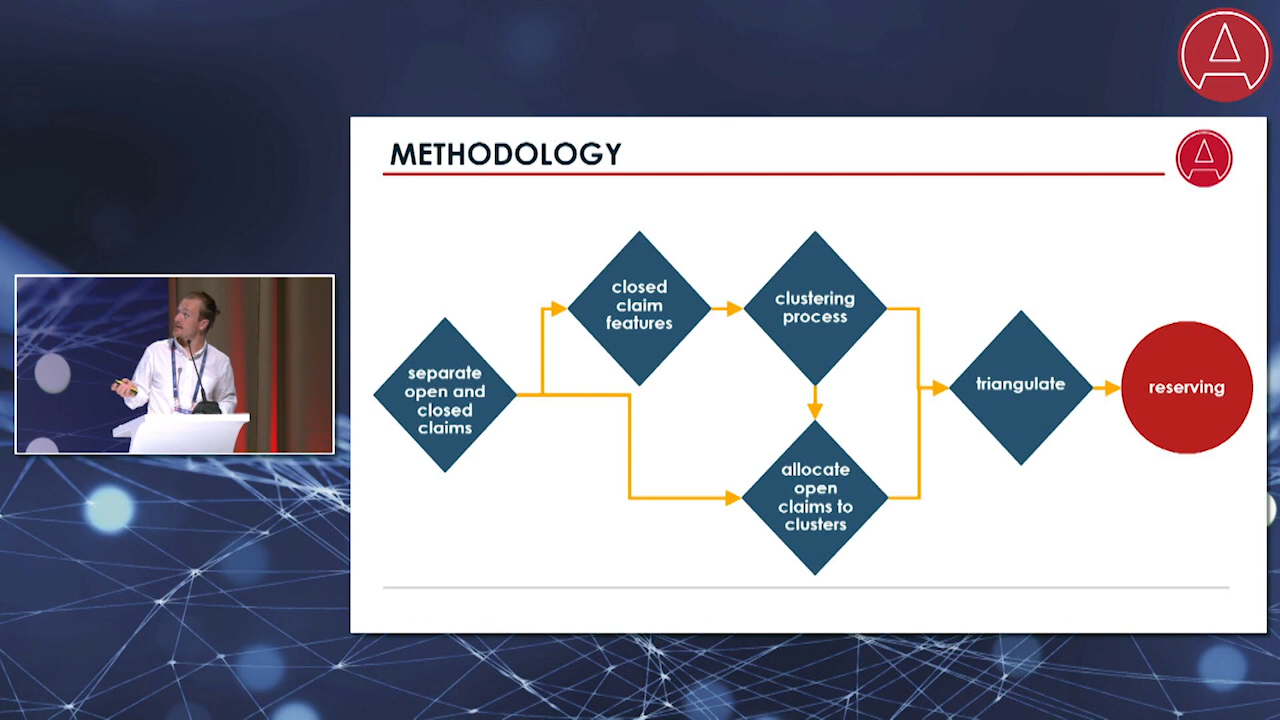 METHODOLOGY
closed
claim
features
clustering
process
separate
open and
closed
claims
triangulate
reserving
allocate
open
claims to
clusters